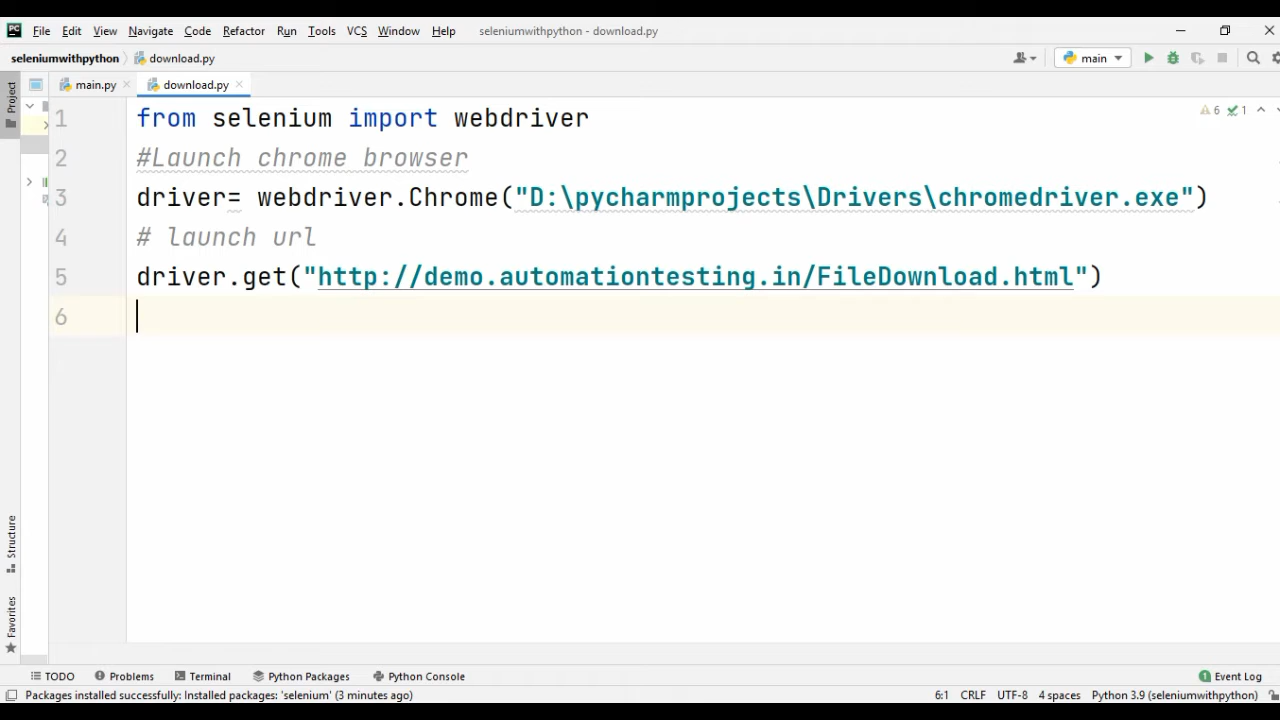 PC File Edit View Navigate Code Refactor Run Tools VCS Window Help seleniumwithpython - download.py
seleniumwithpython download.py main
Project main.py download.py
1 from selenium import webdriver 6 1
2 #Launch chrome browser
3 driver= webdriver.Chrome("D:\pycharmprojects\Drivers\chromedriver.exe")
4 # launch url
5 driver.get("http://demo.automationtesting.in/FileDownload.html")
6
Structure
Favorites
TODO Problems Terminal Python Packages Python Console 1 Event Log
Packages installed successfully: Installed packages: 'selenium' (3 minutes ago) 6:1 CRLF UTF-8 4 spaces Python 3.9 (seleniumwithpython)